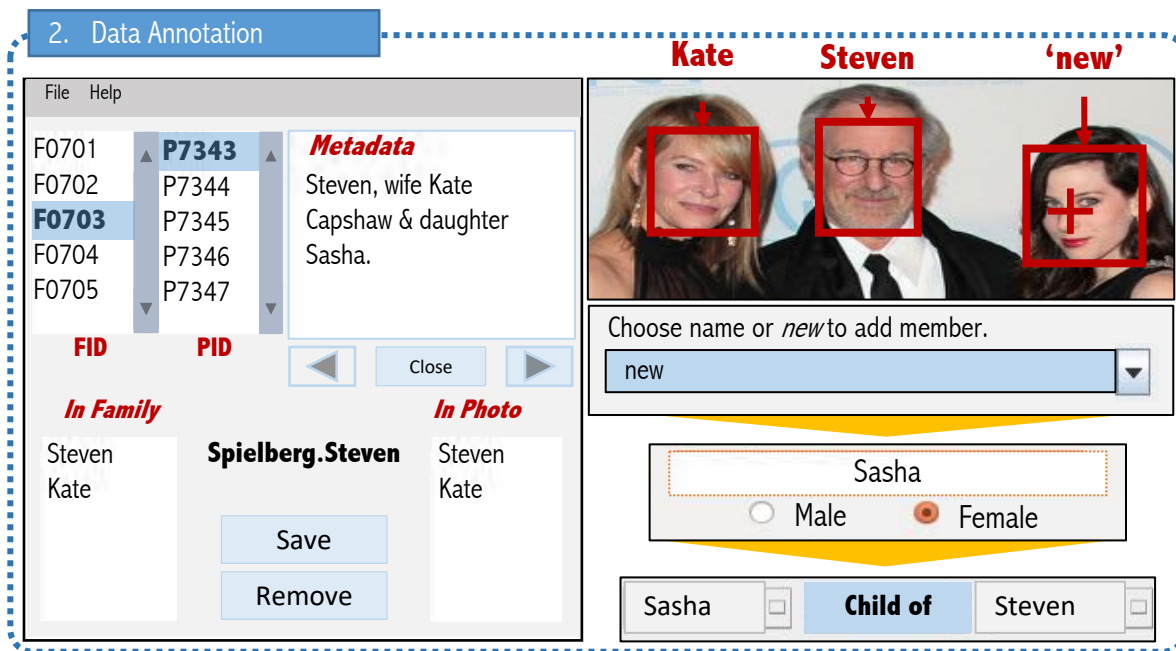 2. Data Annotation
Kate Steven ‘new’
File Help
F0701
F0702
F0703
F0704
F0705
FID
P7343
P7344
P7345
P7346
P7347
PID
Metadata
Steven, wife Kate
Capshaw & daughter
Sasha.
Close
In Family
Steven
Kate
Spielberg.Steven
Save
Remove
In Photo
Steven
Kate
Choose name or new to add member.
new
Sasha
Male Female
Sasha Child of Steven